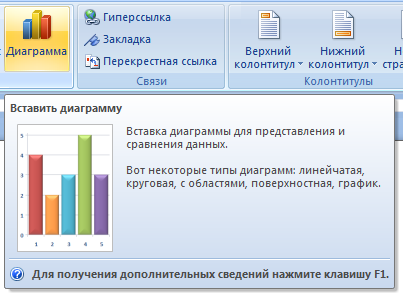 Диаграмма
Гиперссылка
Закладка
Перекрестная ссылка
Связи
Верхний
колонтитул
Нижний
колонтитул
Колонтитулы
Вставить диаграмму
Вставка диаграммы для представления и
сравнения данных.
Вот некоторые типы диаграмм: линейчатая,
круговая, с областями, поверхностная, график.
5
4
3
2
1
0
1 2 3 4 5
Для получения дополнительных сведений нажмите клавишу F1.